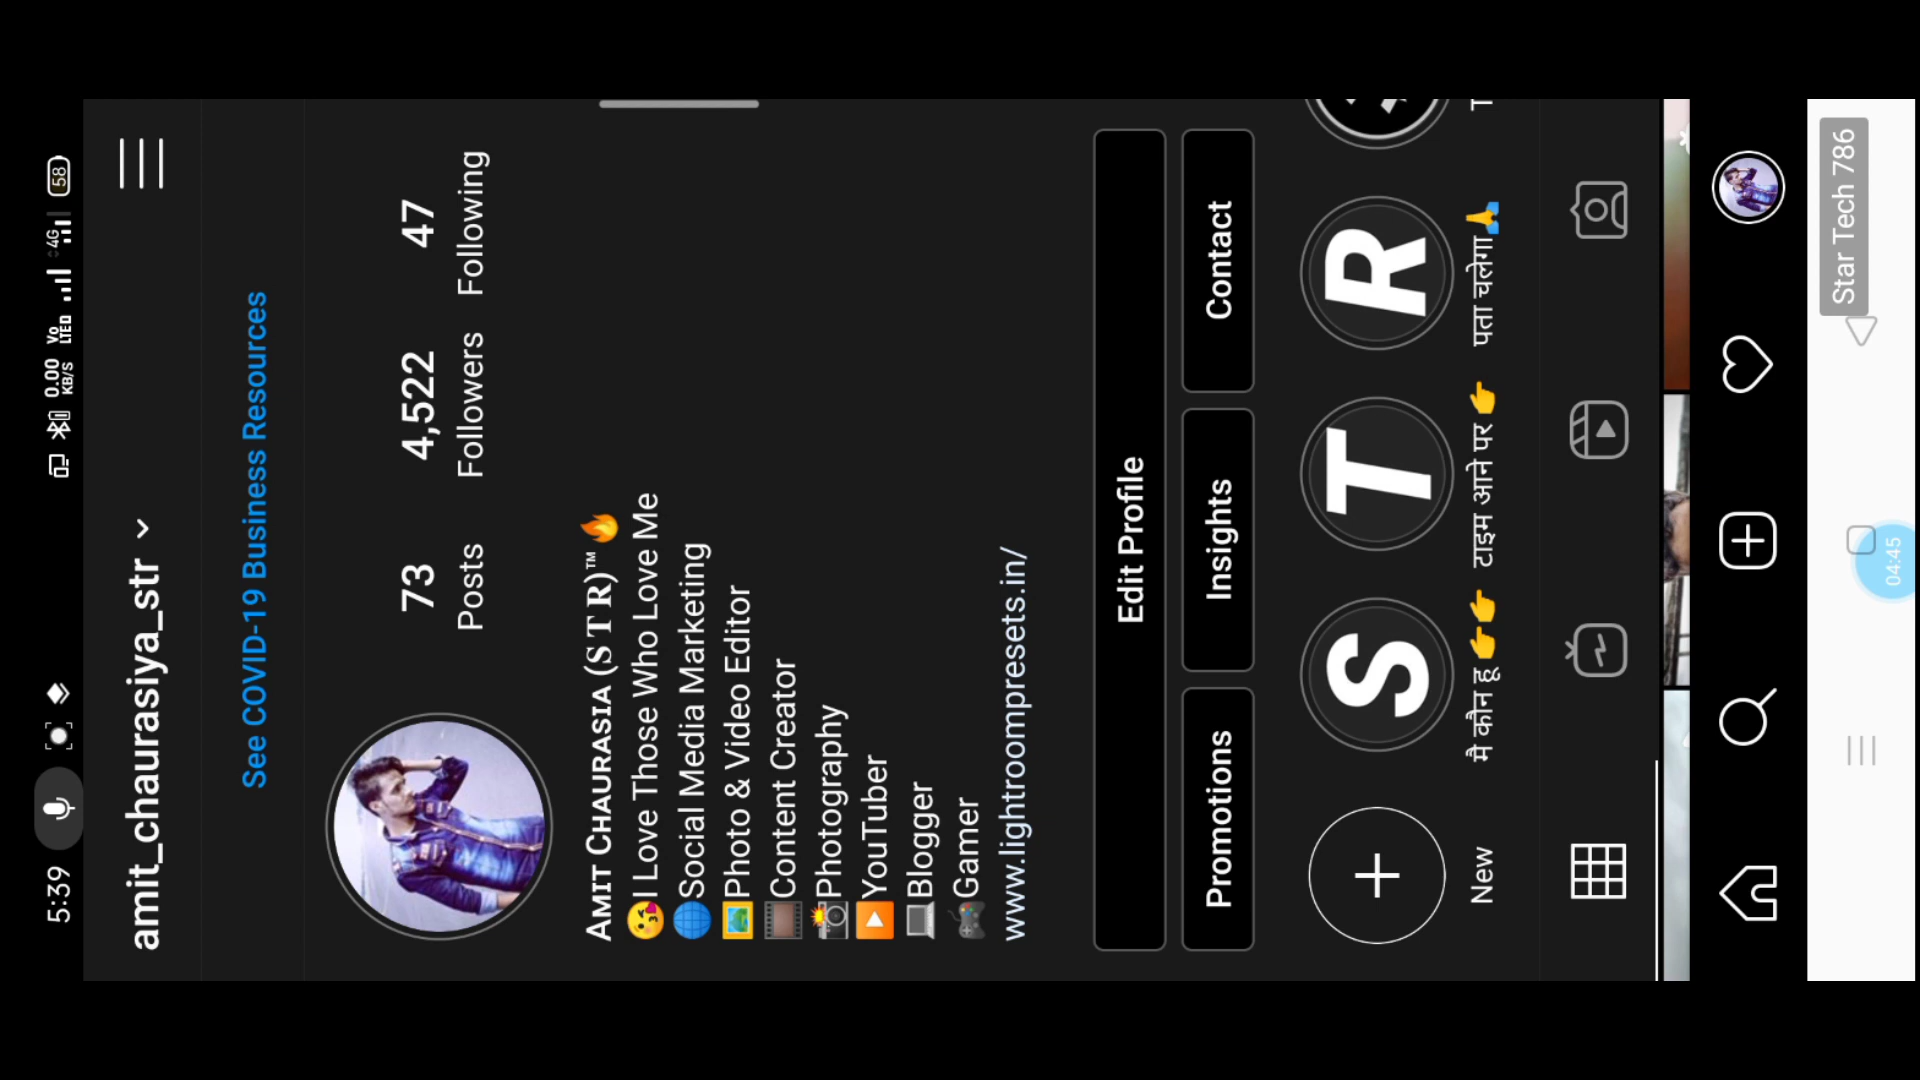 5:39
0.00 KB/S
Vo LTE
4G
58
amit_chaurasiya_str
See COVID-19 Business Resources
73
4,522
47
Posts
Followers
Following
AMIT CHAURASIA (S T R)™🔥
😘I Love Those Who Love Me
🌐Social Media Marketing
🖼️Photo & Video Editor
🎞️Content Creator
📸Photography
▶️YouTuber
💻Blogger
🎮Gamer
www.lightroompresets.in/
Edit Profile
Promotions
Insights
Contact
S
T
R
New
मै कौन हू 👉👉
टाइम आने पर 👉
पता चलेगा🙏
T
04:45
Star Tech 786